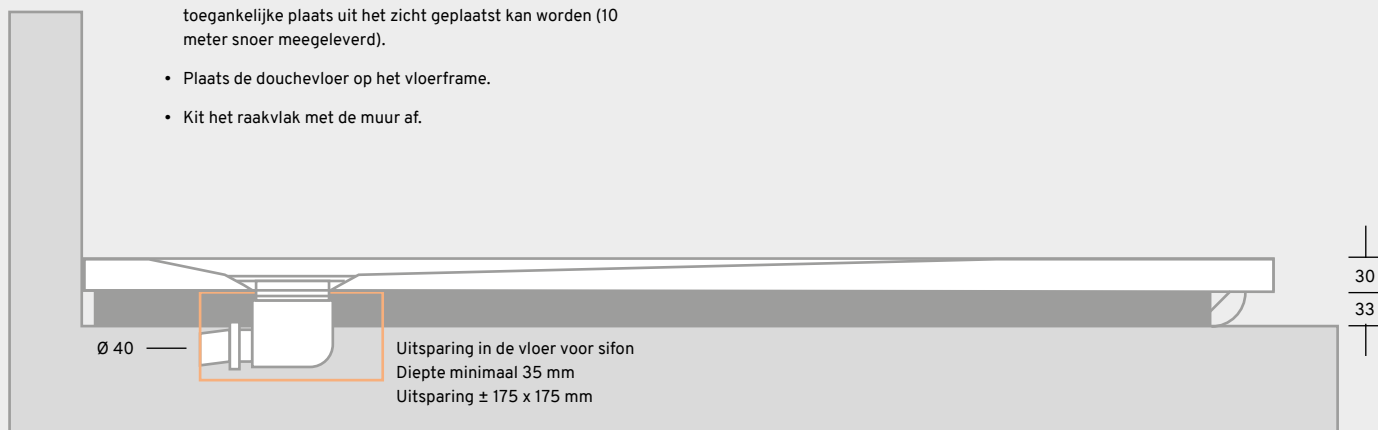 toegankelijke plaats uit het zicht geplaatst kan worden (10
meter snoer meegeleverd).
• Plaats de douchevloer op het vloerframe.
• Kit het raakvlak met de muur af.
30
33
Ø 40
Uitsparing in de vloer voor sifon
Diepte minimaal 35 mm
Uitsparing ± 175 x 175 mm